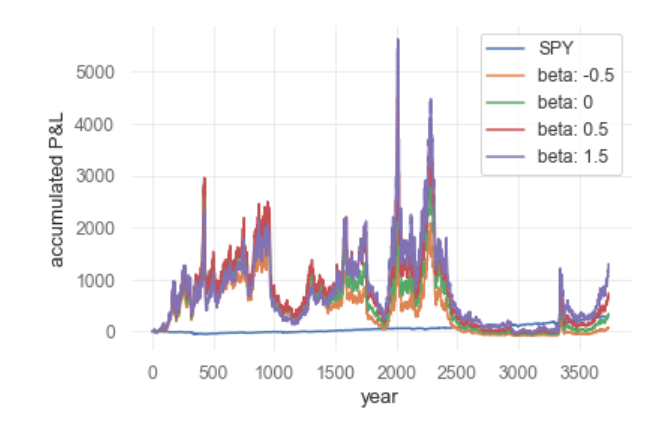 SPY
beta: -0.5
beta: 0
beta: 0.5
beta: 1.5
accumulated P&L
5000
4000
3000
2000
1000
0
0 500 1000 1500 2000 2500 3000 3500
year